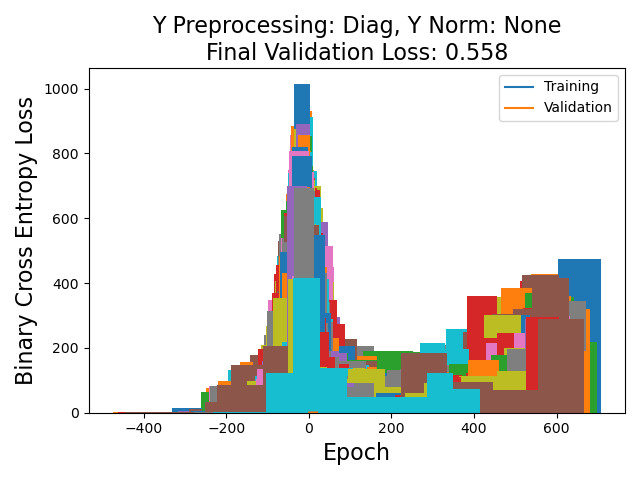 Y Preprocessing: Diag, Y Norm: None
Final Validation Loss: 0.558
Training
Validation
Binary Cross Entropy Loss
1000
800
600
400
200
0
−400
−200
0
200
400
600
Epoch